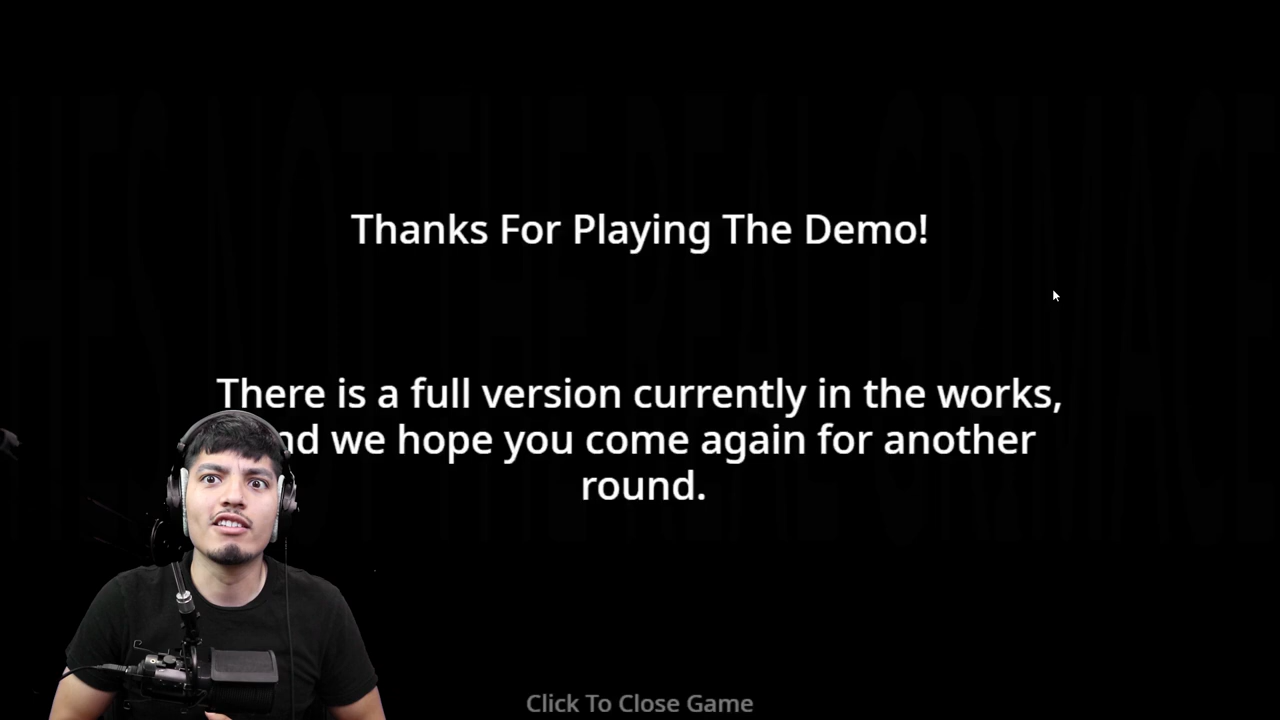 Thanks For Playing The Demo!
There is a full version currently in the works,
nd we hope you come again for another
round.
Click To Close Game